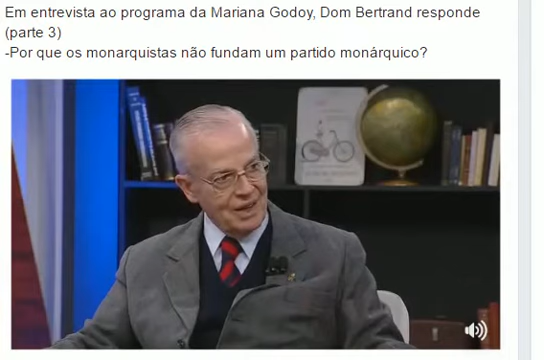 Em entrevista ao programa da Mariana Godoy, Dom Bertrand responde
(parte 3)
-Por que os monarquistas não fundam um partido monárquico?